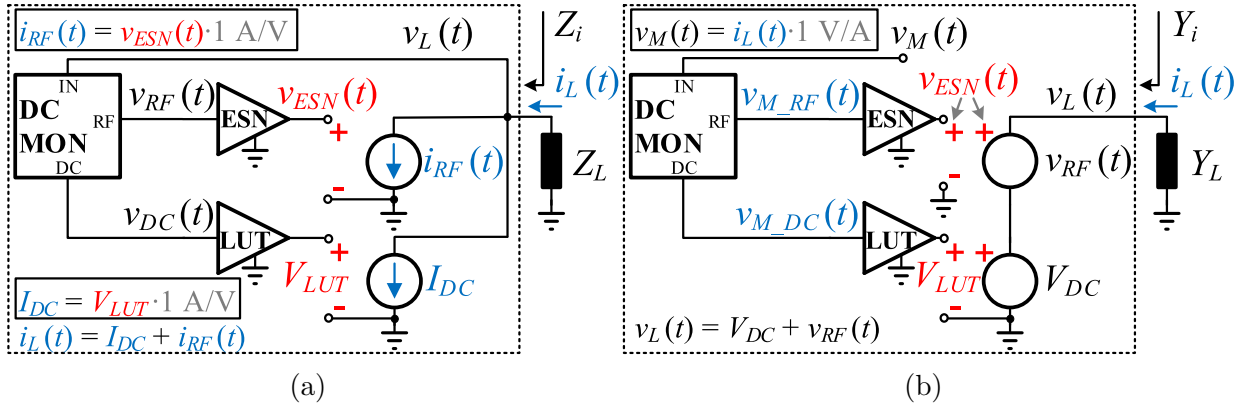 i_RF(t) = v_ESN(t)·1 A/V
v_L(t)
Z_i
IN
DC
MON
RF
DC
v_RF(t)
ESN
v_ESN(t)
+
-
i_L(t)
i_RF(t)
Z_L
v_DC(t)
LUT
+
V_LUT
-
I_DC
I_DC = V_LUT·1 A/V
i_L(t) = I_DC + i_RF(t)
(a)
v_M(t) = i_L(t)·1 V/A
v_M(t)
Y_i
IN
DC
MON
RF
DC
v_M_RF(t)
ESN
v_ESN(t)
+ +
-
v_L(t)
i_L(t)
v_RF(t)
Y_L
v_M_DC(t)
LUT
+ +
V_LUT
-
V_DC
v_L(t) = V_DC + v_RF(t)
(b)